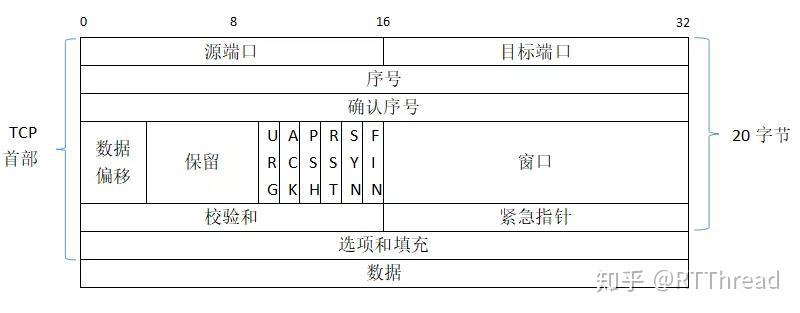 0 8 16 32
源端口 目标端口
序号
确认序号
TCP
首部
数据
偏移
保留
URG
ACK
PSH
RST
SYN
FIN
窗口
20 字节
校验和 紧急指针
选项和填充
数据
知乎 @RTThread